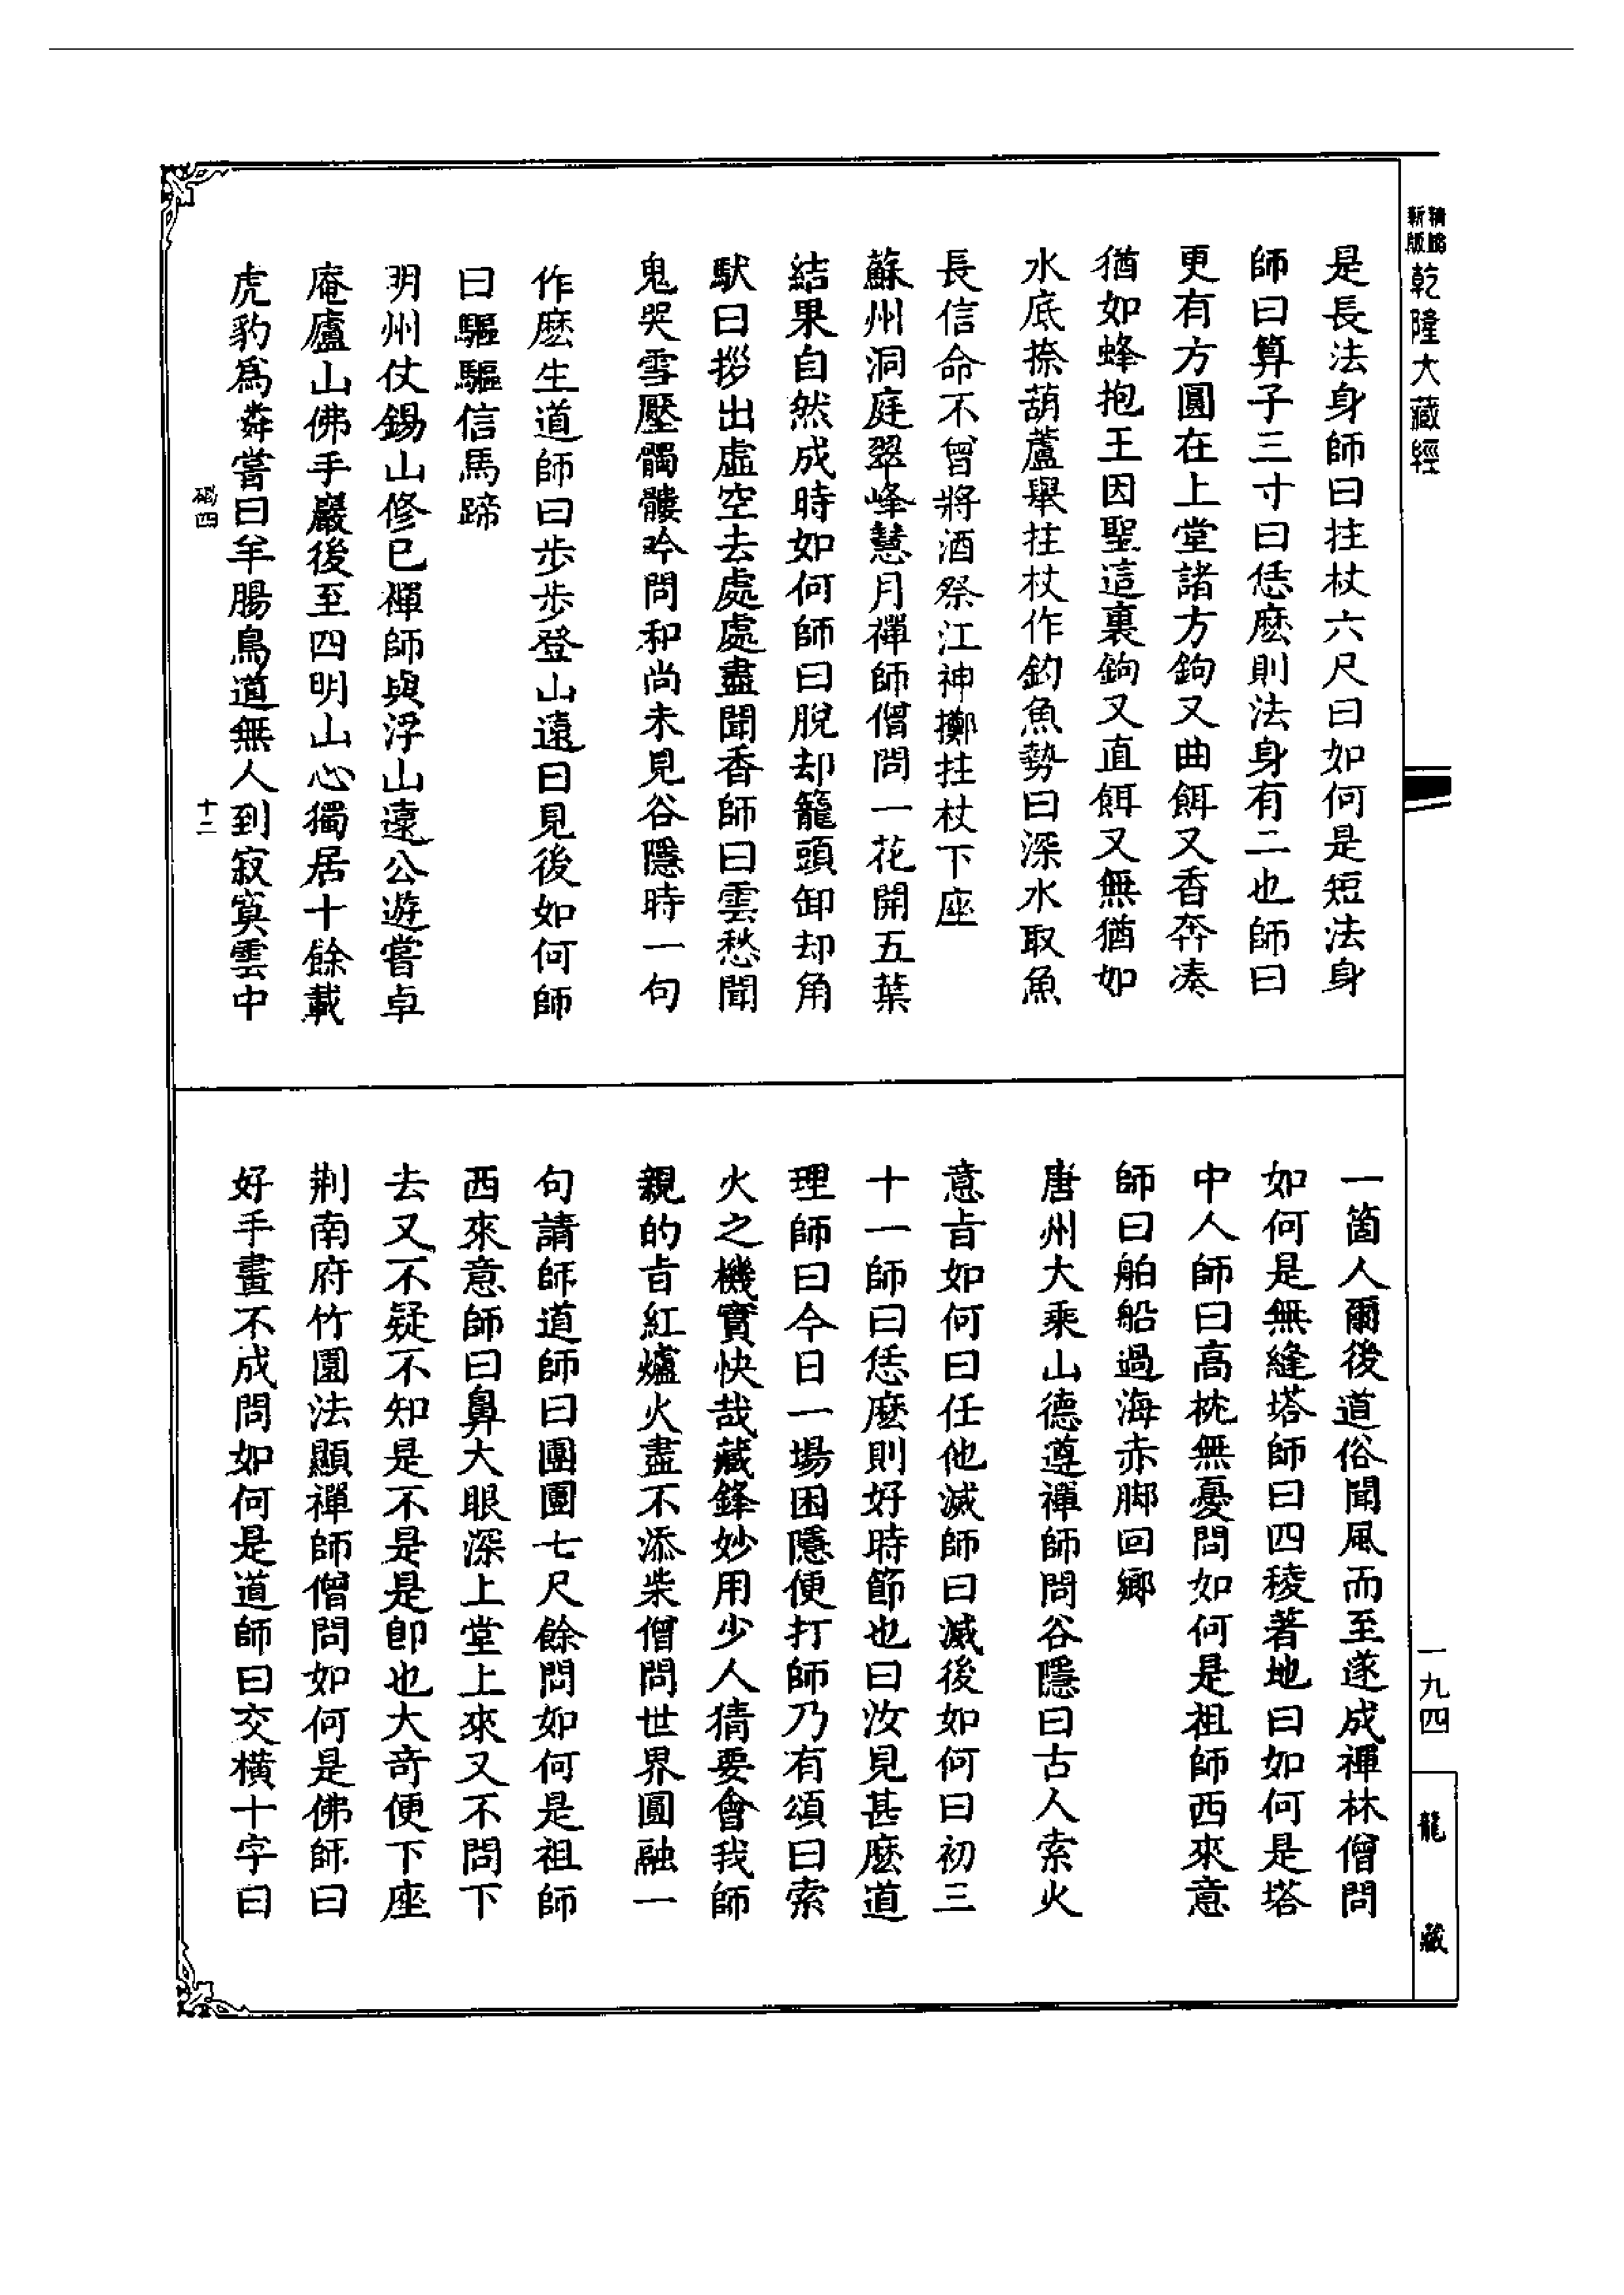 精縮
新版
乾隆大藏經
是長法身師曰拄杖六尺曰如何是短法身
師曰算子三寸曰恁麽則法身有二也師曰
更有方圓在上堂諸方鉤又曲餌又香奔湊
猶如蜂抱王因聖這裏鉤又直餌又無猶如
水底捺葫蘆舉拄杖作釣魚勢曰深水取魚
長信命不曾將酒祭江神擲拄杖下座
蘇州洞庭翠峰慧月禪師僧問一花開五葉
結果自然成時如何師曰脫却籠頭卸却角
馱曰拶出虛空去處處盡聞香師曰雲愁聞
鬼哭雪壓髑髏吟問和尚未見谷隱時一句
作麽生道師曰步步登山遠曰見後如何師
曰驅驅信馬蹄
明州仗錫山修已禪師與浮山遠公遊嘗卓
庵廬山佛手巖後至四明山心獨居十餘載
虎豹爲粦嘗曰羊腸鳥道無人到寂寞雲中
碣四
十二
一箇人爾後道俗聞風而至遂成禪林僧問
如何是無縫塔師曰四稜著地曰如何是塔
中人師曰高枕無憂問如何是祖師西來意
師曰舶船過海赤脚回鄉
唐州大乘山德遵禪師問谷隱曰古人索火
意旨如何曰任他滅師曰滅後如何曰初三
十一師曰恁麽則好時節也曰汝見甚麽道
理師曰今日一場困隱便打師乃有頌曰索
火之機實快哉藏鋒妙用少人猜要會我師
親的旨紅爐火盡不添柴僧問世界圓融一
句請師道師曰團團七尺餘問如何是祖師
西來意師曰鼻大眼深上堂上來又不問下
去又不疑不知是不是是卽也大奇便下座
荆南府竹園法顯禪師僧問如何是佛師曰
好手畫不成問如何是道師曰交橫十字曰
一九四
龍藏